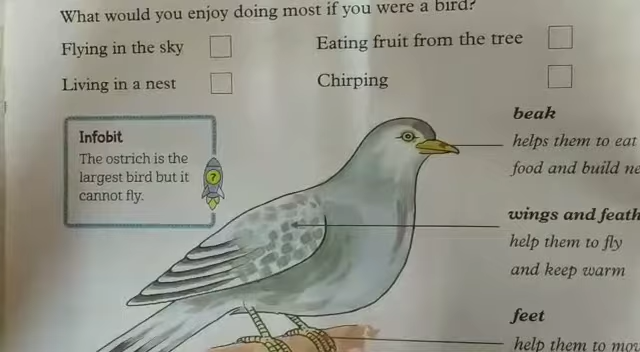 What would you enjoy doing most if you were a bird?
Flying in the sky
Eating fruit from the tree
Living in a nest
Chirping
Infobit
The ostrich is the
largest bird but it
cannot fly.
?
beak
helps them to eat
food and build
wings and
help them to fly
and keep warm
feet
help them to